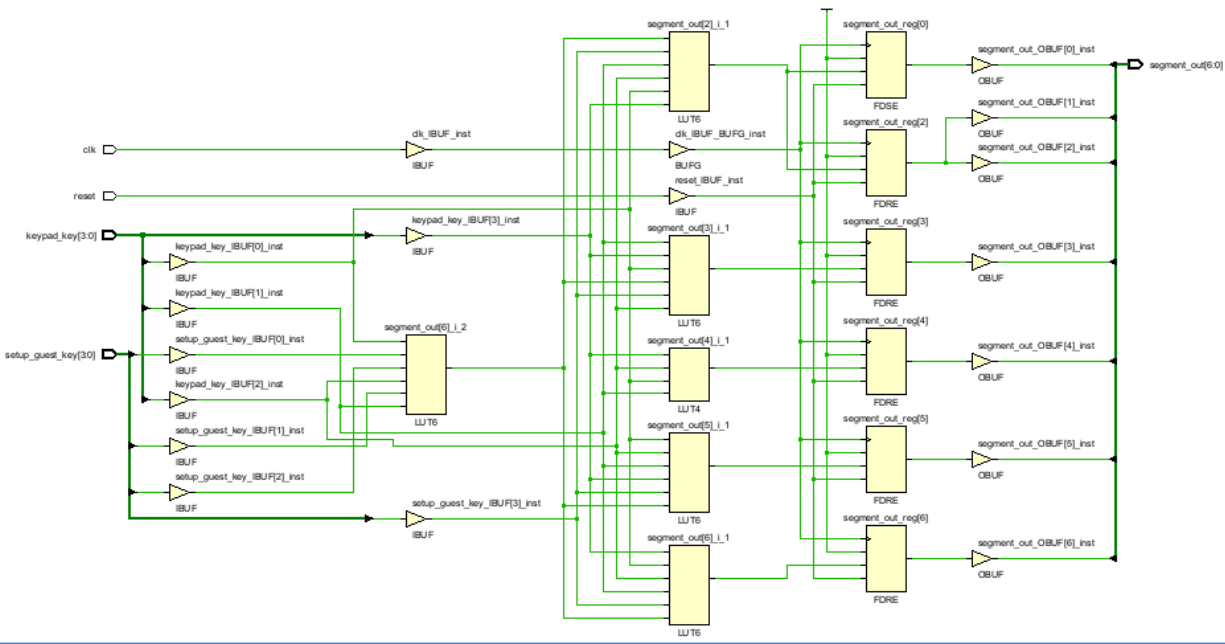 segment_out[2]_i_1
LUT6
segment_out_reg[0]
FDSE
segment_out_OBUF[0]_inst
OBUF
segment_out[6:0]
segment_out_OBUF[1]_inst
OBUF
segment_out_reg[2]
FDRE
segment_out_OBUF[2]_inst
OBUF
clk
clk_IBUF_inst
IBUF
clk_IBUF_BUFG_inst
BUFG
reset
reset_IBUF_inst
IBUF
keypad_key[3:0]
keypad_key_IBUF[3]_inst
IBUF
keypad_key_IBUF[0]_inst
IBUF
segment_out[3]_i_1
LUT6
segment_out_reg[3]
FDRE
segment_out_OBUF[3]_inst
OBUF
keypad_key_IBUF[1]_inst
IBUF
setup_guest_key[3:0]
setup_guest_key_IBUF[0]_inst
IBUF
segment_out[6]_i_2
LUT6
segment_out[4]_i_1
LUT4
segment_out_reg[4]
FDRE
segment_out_OBUF[4]_inst
OBUF
keypad_key_IBUF[2]_inst
IBUF
setup_guest_key_IBUF[1]_inst
IBUF
segment_out[5]_i_1
LUT6
segment_out_reg[5]
FDRE
segment_out_OBUF[5]_inst
OBUF
setup_guest_key_IBUF[2]_inst
IBUF
setup_guest_key_IBUF[3]_inst
IBUF
segment_out[6]_i_1
LUT6
segment_out_reg[6]
FDRE
segment_out_OBUF[6]_inst
OBUF